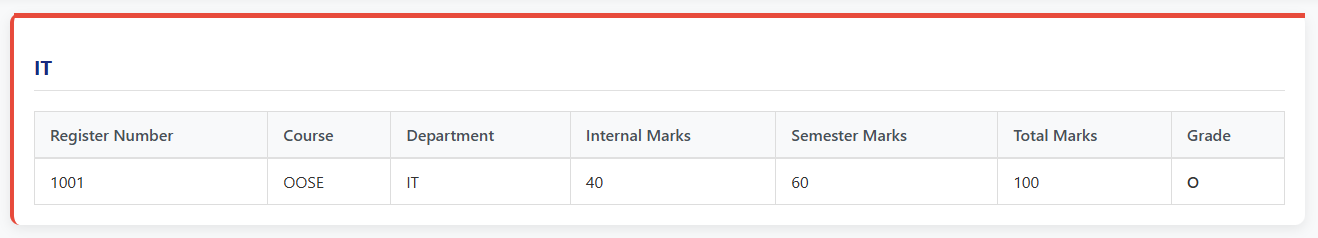 IT
Register Number Course Department Internal Marks Semester Marks Total Marks Grade
1001 OOSE IT 40 60 100 O